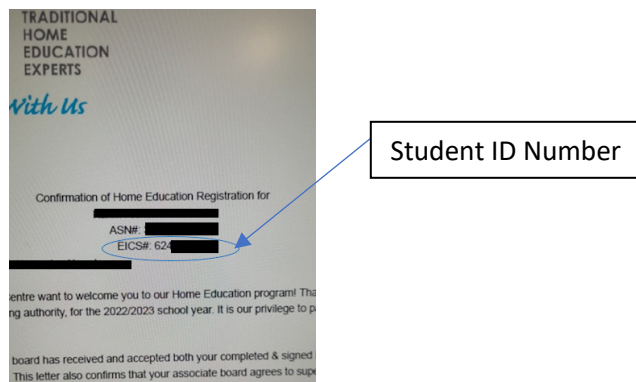 TRADITIONAL
HOME
EDUCATION
EXPERTS
With Us
Student ID Number
Confirmation of Home Education Registration for
ASN#:
EICS#: 624
entre want to welcome you to our Home Education program!
ng authority, for the 2022/2023 school year. It is our privilege to
board has received and accepted both your completed & signed
This letter also confirms that your associate board agrees to